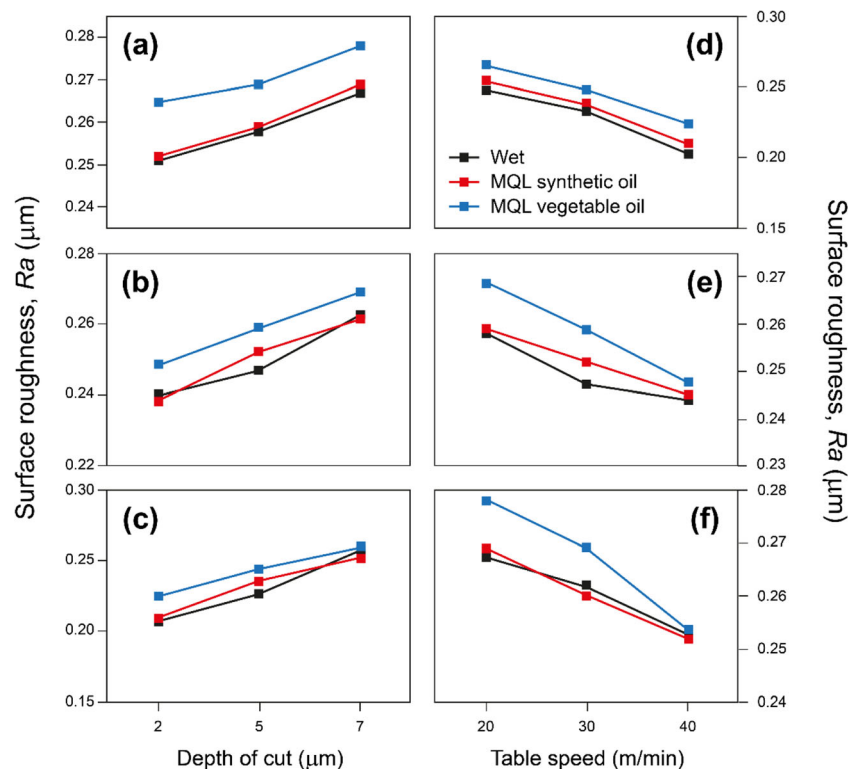 Surface roughness, Ra (μm)
(a)
0.28
0.27
0.26
0.25
0.24
(d)
0.30
0.25
0.20
0.15
Wet
MQL synthetic oil
MQL vegetable oil
(b)
0.28
0.26
0.24
0.22
(e)
0.27
0.26
0.25
0.24
0.23
(c)
0.30
0.25
0.20
0.15
2
5
7
Depth of cut (μm)
(f)
0.28
0.27
0.26
0.25
0.24
20
30
40
Table speed (m/min)
Surface roughness, Ra (μm)